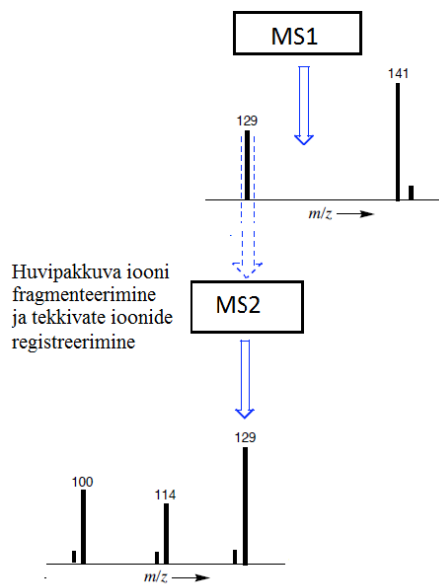 MS1
141
129
m/z
Huvipakkuva iooni
fragmenteerimine
ja tekkivate ioonide
registreerimine
MS2
129
100
114
m/z